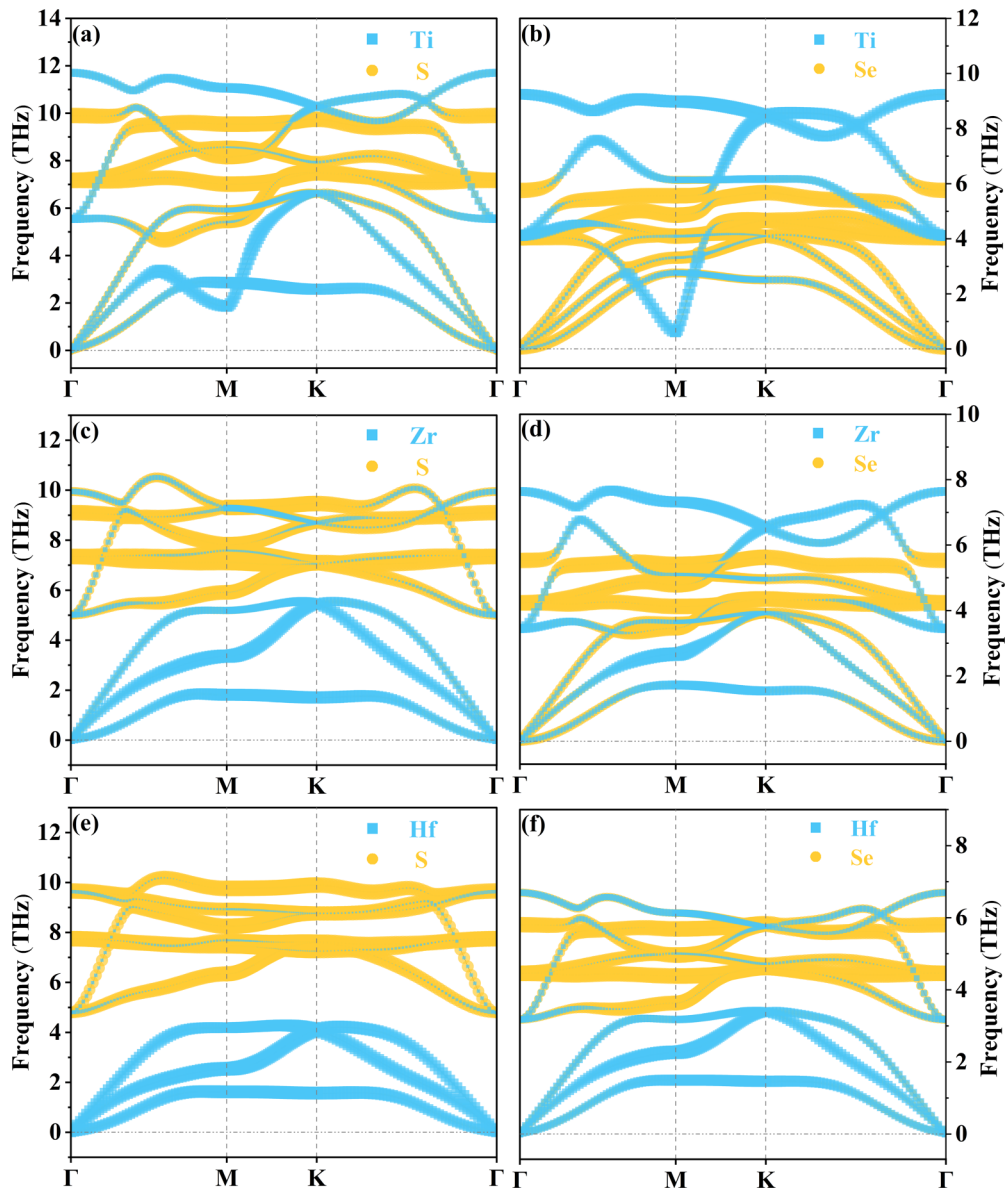 (a)
Ti
S
Frequency (THz)
14
12
10
8
6
4
2
0
Γ M K Γ
(b)
Ti
Se
Frequency (THz)
12
10
8
6
4
2
0
Γ M K Γ
(c)
Zr
S
Frequency (THz)
12
10
8
6
4
2
0
Γ M K Γ
(d)
Zr
Se
Frequency (THz)
10
8
6
4
2
0
Γ M K Γ
(e)
Hf
S
Frequency (THz)
12
10
8
6
4
2
0
Γ M K Γ
(f)
Hf
Se
Frequency (THz)
8
6
4
2
0
Γ M K Γ